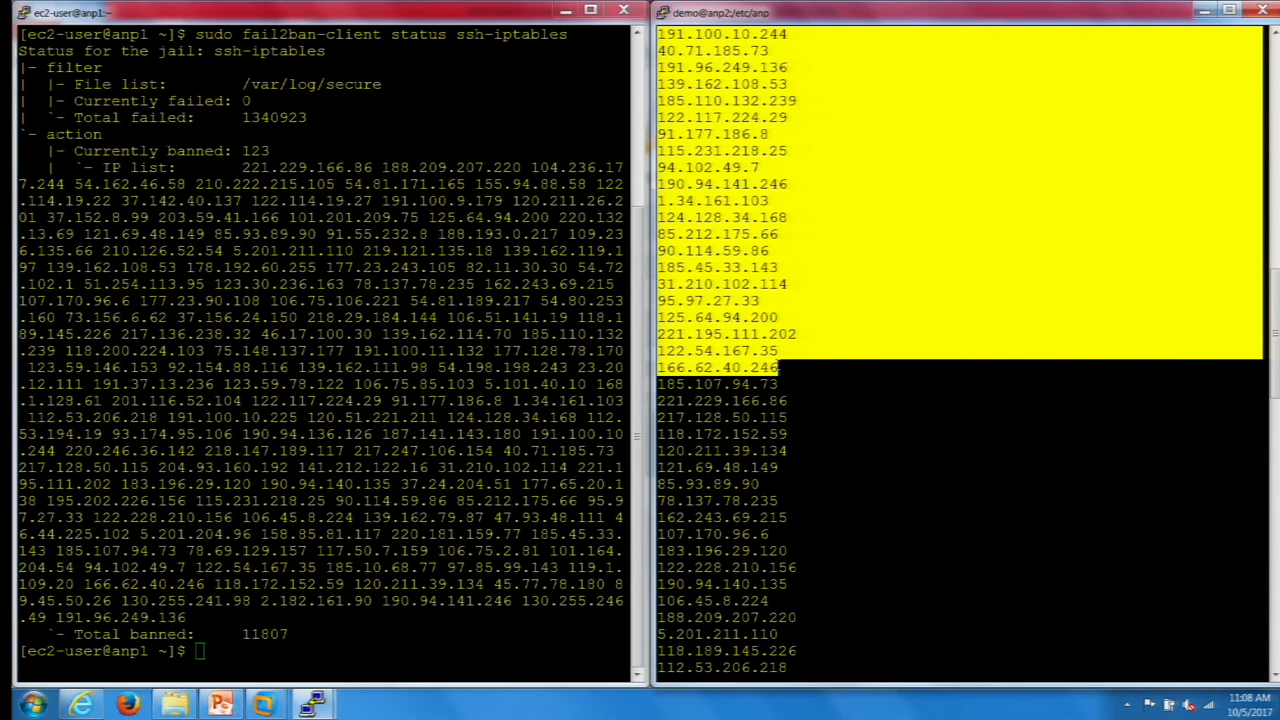 ec2-user@anp1:~
[ec2-user@anp1 ~]$ sudo fail2ban-client status ssh-iptables
Status for the jail: ssh-iptables
|- filter
|  |- File list:        /var/log/secure
|  |- Currently failed: 0
|  `- Total failed:     1340923
`- action
   |- Currently banned: 123
   |  `- IP list:       221.229.166.86 188.209.207.220 104.236.17
7.244 54.162.46.58 210.222.215.105 54.81.171.165 155.94.88.58 122
.114.19.22 37.142.40.137 122.114.19.27 191.100.9.179 120.211.26.2
01 37.152.8.99 203.59.41.166 101.201.209.75 125.64.94.200 220.132
.13.69 121.69.48.149 85.93.89.90 91.55.232.8 188.193.0.217 109.23
6.135.66 210.126.52.54 5.201.211.110 219.121.135.18 139.162.119.1
97 139.162.108.53 178.192.60.255 177.23.243.105 82.11.30.30 54.72
.102.1 51.254.113.95 123.30.236.163 78.137.78.235 162.243.69.215
107.170.96.6 177.23.90.108 106.75.106.221 54.81.189.217 54.80.253
.160 73.156.6.62 37.156.24.150 218.29.184.144 106.51.141.19 118.1
89.145.226 217.136.238.32 46.17.100.30 139.162.114.70 185.110.132
.239 118.200.224.103 75.148.137.177 191.100.11.132 177.128.78.170
123.59.146.153 92.154.88.116 139.162.111.98 54.198.198.243 23.20
.12.111 191.37.13.236 123.59.78.122 106.75.85.103 5.101.40.10 168
.1.128.61 201.116.52.104 122.117.224.29 91.177.186.8 1.34.161.103
112.53.206.218 191.100.10.225 120.51.221.211 124.128.34.168 112.
53.194.19 93.174.95.106 190.94.136.126 187.141.143.180 191.100.10
.244 220.246.36.142 218.147.189.117 217.247.106.154 40.71.185.73
217.128.50.115 204.93.160.192 141.212.122.16 31.210.102.114 221.1
95.111.202 183.196.29.120 190.94.140.135 37.24.204.51 177.65.20.1
38 195.202.226.156 115.231.218.25 90.114.59.86 85.212.175.66 95.9
7.27.33 122.228.210.156 106.45.8.224 139.162.79.87 47.93.48.111 4
6.44.225.102 5.201.204.96 158.85.81.117 220.181.159.77 185.45.33.
143 185.107.94.73 78.69.129.157 117.50.7.159 106.75.2.81 101.164.
204.54 94.102.49.7 122.54.167.35 185.10.68.77 97.85.99.143 119.1.
109.20 166.62.40.246 118.172.152.59 120.211.39.134 45.77.78.180 8
9.45.50.26 130.255.241.98 2.182.161.90 190.94.141.246 130.255.246
.49 191.96.249.136
   `- Total banned:     11807
[ec2-user@anp1 ~]$
demo@anp2:/etc/anp
191.100.10.244
40.71.185.73
191.96.249.136
139.162.108.53
185.110.132.239
122.117.224.29
91.177.186.8
115.231.218.25
94.102.49.7
190.94.141.246
1.34.161.103
124.128.34.168
85.212.175.66
90.114.59.86
185.45.33.143
31.210.102.114
95.97.27.33
125.64.94.200
221.195.111.202
122.54.167.35
166.62.40.246
185.107.94.73
221.229.166.86
217.128.50.115
118.172.152.59
120.211.39.134
121.69.48.149
85.93.89.90
78.137.78.235
162.243.69.215
107.170.96.6
183.196.29.120
122.228.210.156
190.94.140.135
106.45.8.224
188.209.207.220
5.201.211.110
118.189.145.226
112.53.206.218
11:08 AM
10/5/2017